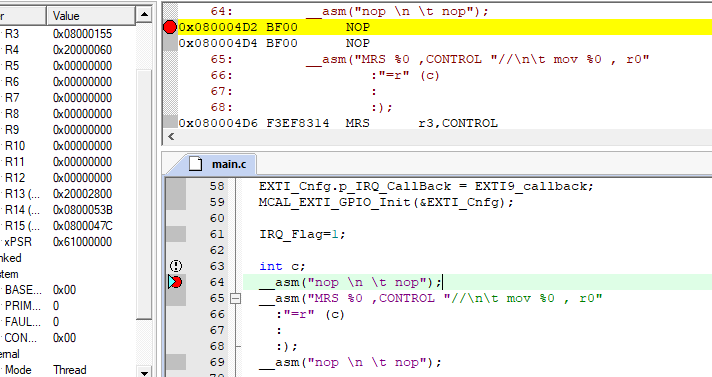 er Value
R3 0x08000155
R4 0x20000060
R5 0x00000000
R6 0x00000000
R7 0x00000000
R8 0x00000000
R9 0x00000000
R10 0x00000000
R11 0x00000000
R12 0x00000000
R13 (... 0x20002800
R14 (... 0x0800053B
R15 (... 0x0800047C
xPSR 0x61000000
nked
stem
BASE... 0x00
PRIM... 0
FAUL... 0
CON... 0x00
ernal
Mode Thread
64: __asm("nop \n \t nop");
0x080004D2 BF00 NOP
0x080004D4 BF00 NOP
65: __asm("MRS %0 ,CONTROL "//\n\t mov %0 , r0"
66: :"=r" (c)
67: :
68: :);
0x080004D6 F3EF8314 MRS r3,CONTROL
main.c
58 EXTI_Cnfg.p_IRQ_CallBack = EXTI9_callback;
59 MCAL_EXTI_GPIO_Init(&EXTI_Cnfg);
60
61 IRQ_Flag=1;
62
63 int c;
64 __asm("nop \n \t nop");
65 __asm("MRS %0 ,CONTROL "//\n\t mov %0 , r0"
66 :"=r" (c)
67 :
68 :);
69 __asm("nop \n \t nop");